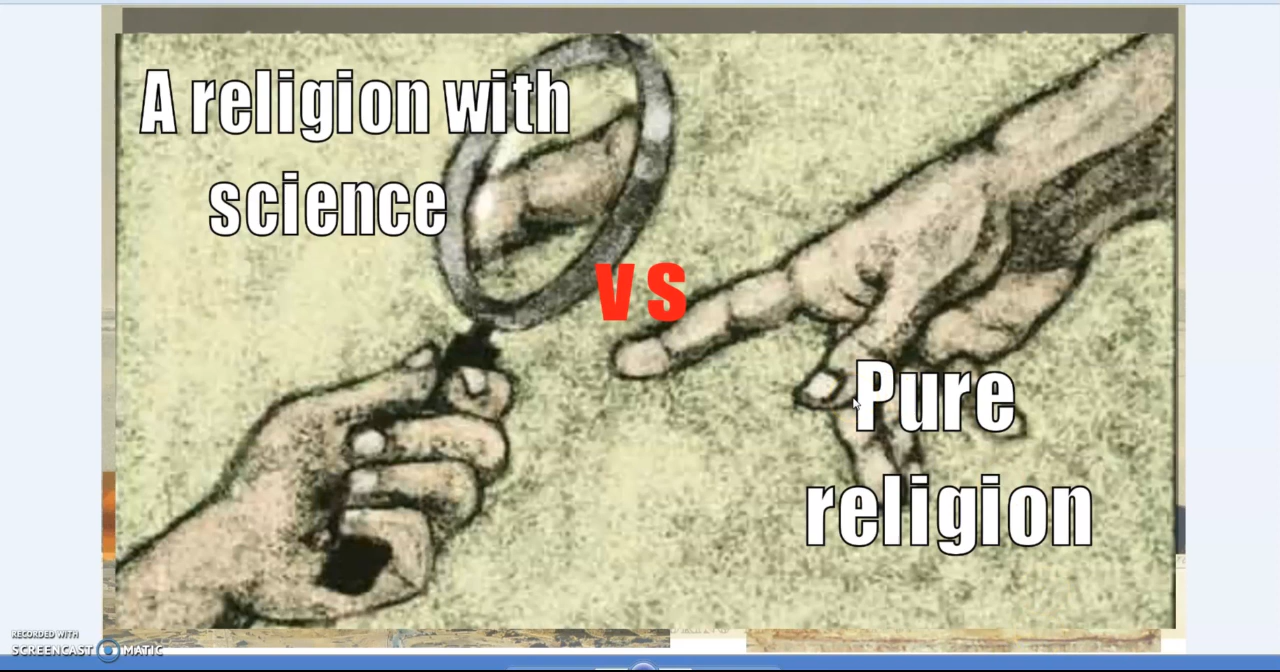 A religion with
science
vs
Pure
religion
RECORDED WITH
SCREENCAST MATIC